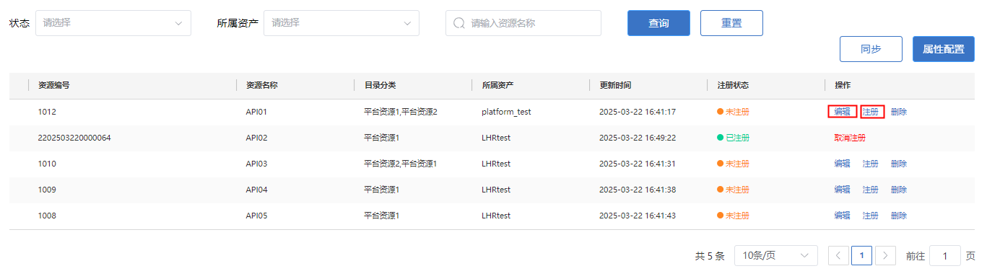 状态 请选择 所属资产 请选择 请输入资源名称 查询 重置
同步 属性配置
资源编号 资源名称 目录分类 所属资产 更新时间 注册状态 操作
1012 API01 平台资源1,平台资源2 platform_test 2025-03-22 16:41:17 未注册 编辑 注册 删除
2202503220000064 API02 平台资源1 LHRtest 2025-03-22 16:49:22 已注册 取消注册
1010 API03 平台资源2,平台资源1 LHRtest 2025-03-22 16:41:31 未注册 编辑 注册 删除
1009 API04 平台资源1 LHRtest 2025-03-22 16:41:38 未注册 编辑 注册 删除
1008 API05 平台资源1 LHRtest 2025-03-22 16:41:43 未注册 编辑 注册 删除
共 5 条 10条/页 1 前往 1 页